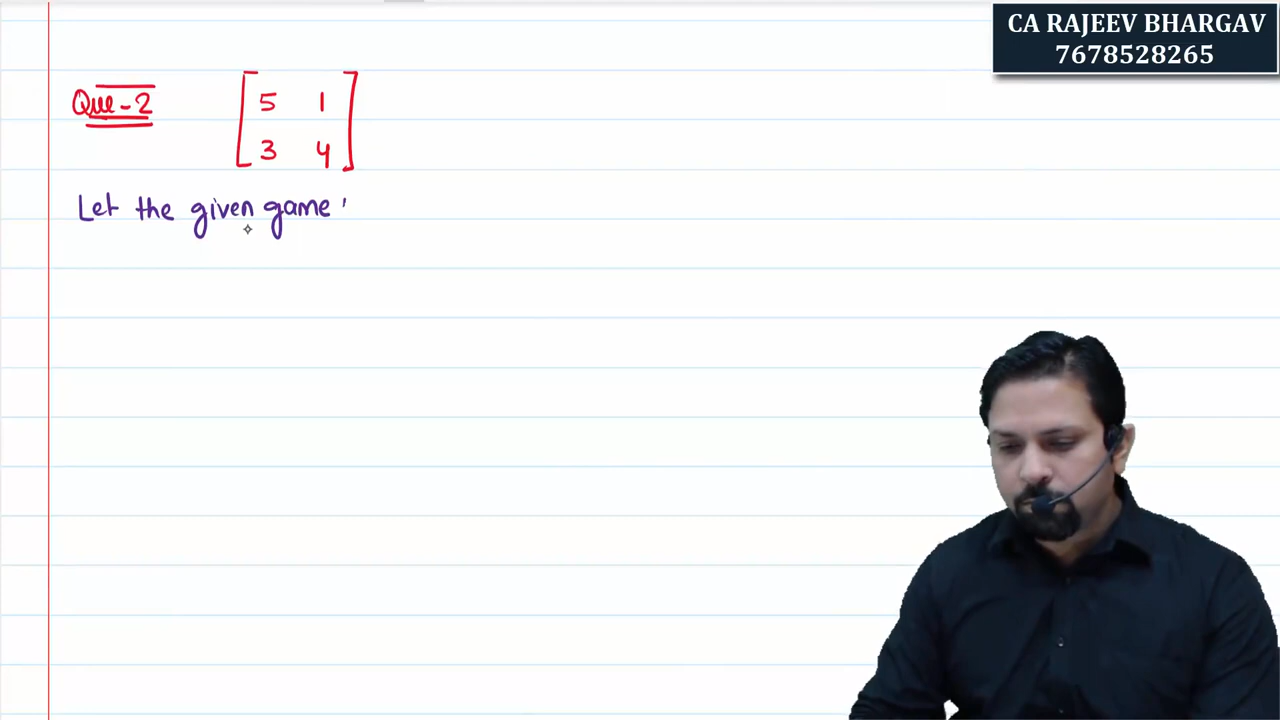 CA RAJEEV BHARGAV
7678528265
Que-2
5 1
3 4
Let the given game